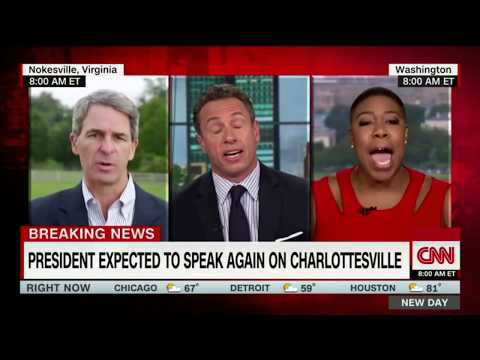 Nokesville, Virginia
8:00 AM ET
Washington
8:00 AM ET
BREAKING NEWS
PRESIDENT EXPECTED TO SPEAK AGAIN ON CHARLOTTESVILLE
CNN
8:00 AM ET
RIGHT NOW CHICAGO 67° DETROIT 59° HOUSTON 81°
NEW DAY